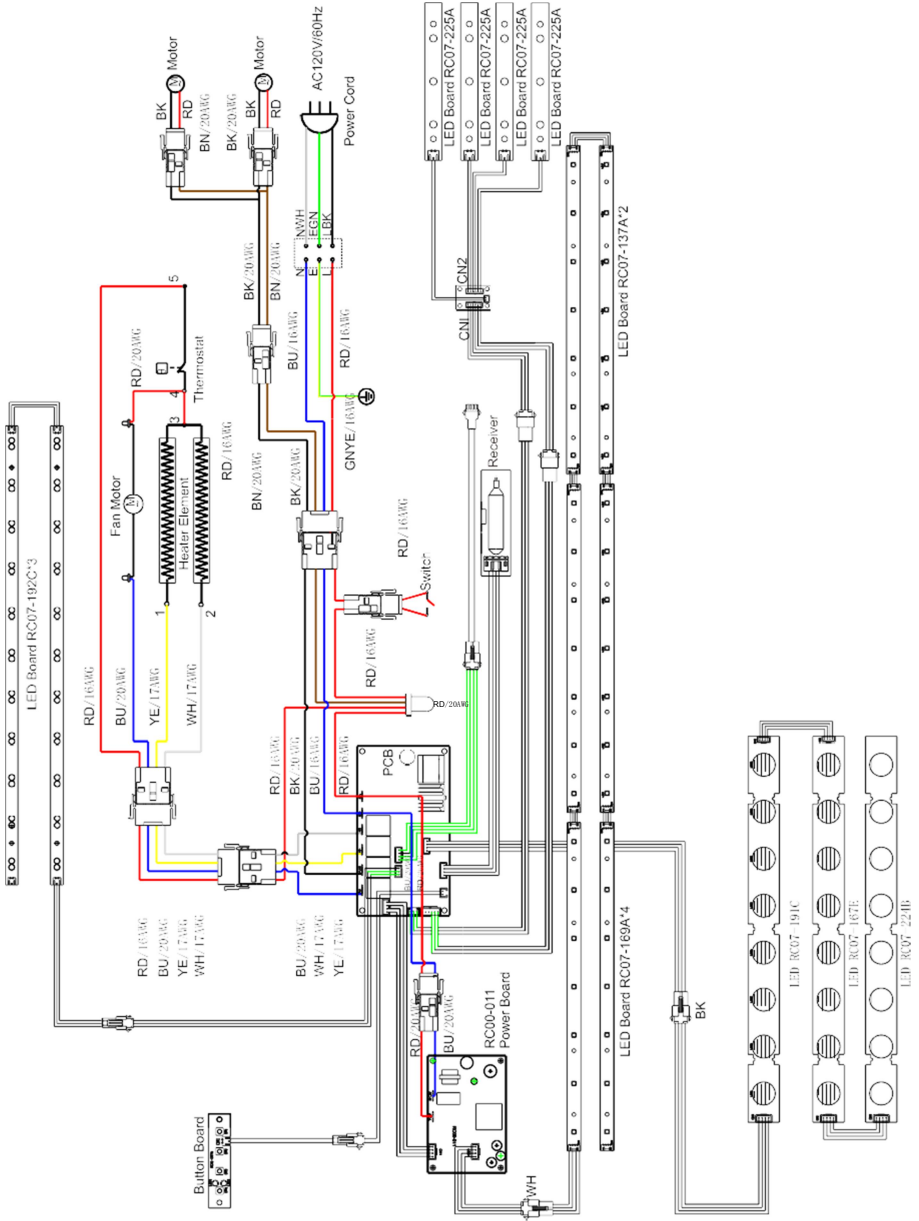 Motor
BK
RD
BN/20AWG
Motor
BK
RD
BK/20AWG
AC120V/60Hz
Power Cord
NWH
EGN
LBK
N
E
L
BK/20AWG
BN/20AWG
BU/16AWG
RD/16AWG
GNYE/16AWG
LED Board RC07-225A
LED Board RC07-225A
LED Board RC07-225A
LED Board RC07-225A
CN2
CN1
LED Board RC07-137A*2
5
RD/20AWG
Thermostat
4
3
Fan Motor
M
Heater Element
RD/16AWG
1
2
BN/20AWG
BK/20AWG
LED Board RC07-192C*3
RD/16AWG
BU/20AWG
YE/17AWG
WH/17AWG
RD/16AWG
Switch
RD/16AWG
RD/20AWG
Receiver
RD/16AWG
BK/20AWG
BU/16AWG
RD/16AWG
PCB
RD/16AWG
BU/20AWG
YE/17AWG
WH/17AWG
BU/20AWG
WH/17AWG
YE/17AWG
RD/20AWG
BU/20AWG
RC00-011
Power Board
Button Board
WH
LED Board RC07-169A*4
BK
LED RC07-191C
LED RC07-167E
LED RC07-224B